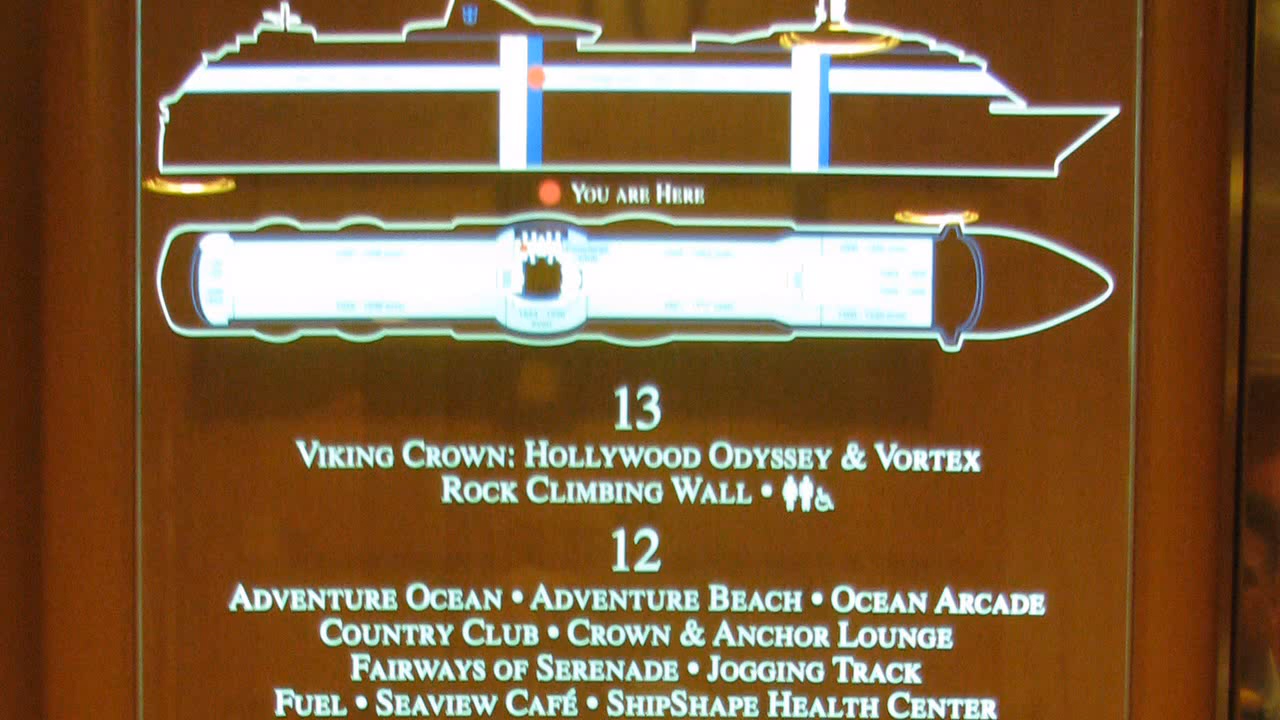 You are Here
13
Viking Crown: Hollywood Odyssey & Vortex
Rock Climbing Wall •
12
Adventure Ocean • Adventure Beach • Ocean Arcade
Country Club • Crown & Anchor Lounge
Fairways of Serenade • Jogging Track
Fuel • Seaview Café • ShipShape Health Center